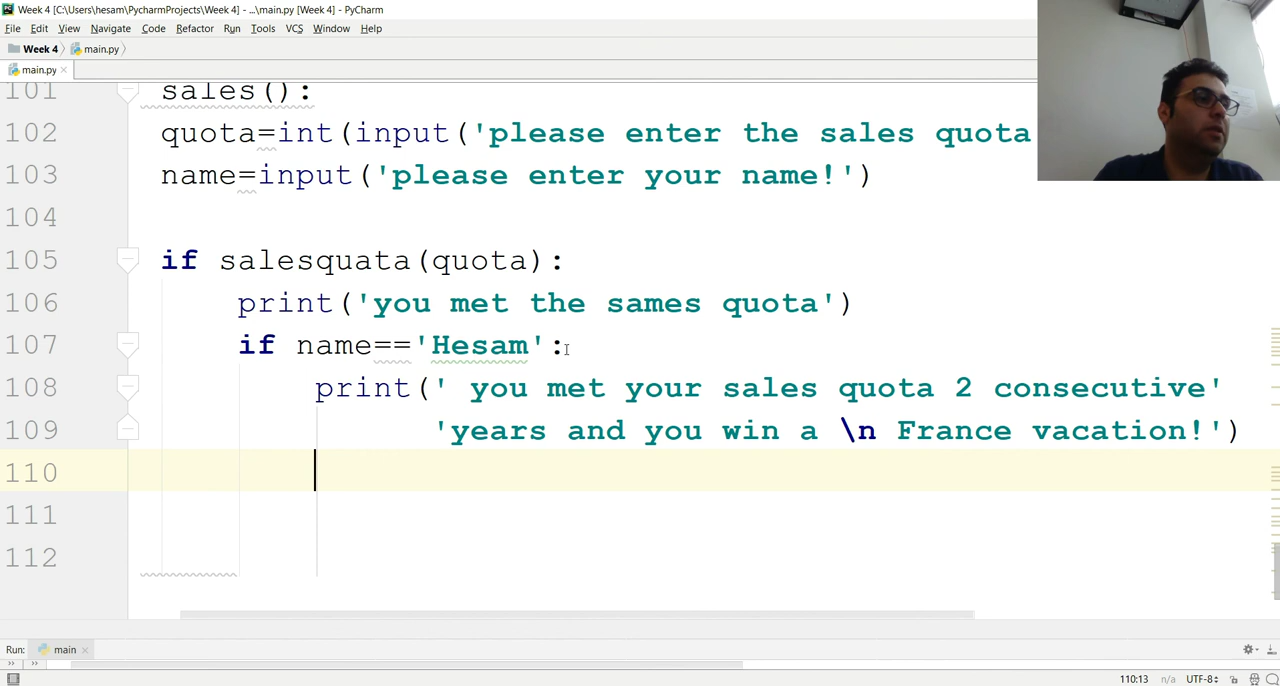 Week 4 [C:\Users\hesam\PycharmProjects\Week 4] - ...\main.py [Week 4] - PyCharm
File Edit View Navigate Code Refactor Run Tools VCS Window Help
Week 4 main.py
main.py
101 sales():
102 quota=int(input('please enter the sales quota
103 name=input('please enter your name!')
104
105 if salesquata(quota):
106 print('you met the sames quota')
107 if name=='Hesam':
108 print(' you met your sales quota 2 consecutive'
109 'years and you win a \n France vacation!')
110
111
112
Run: main
110:13 n/a UTF-8